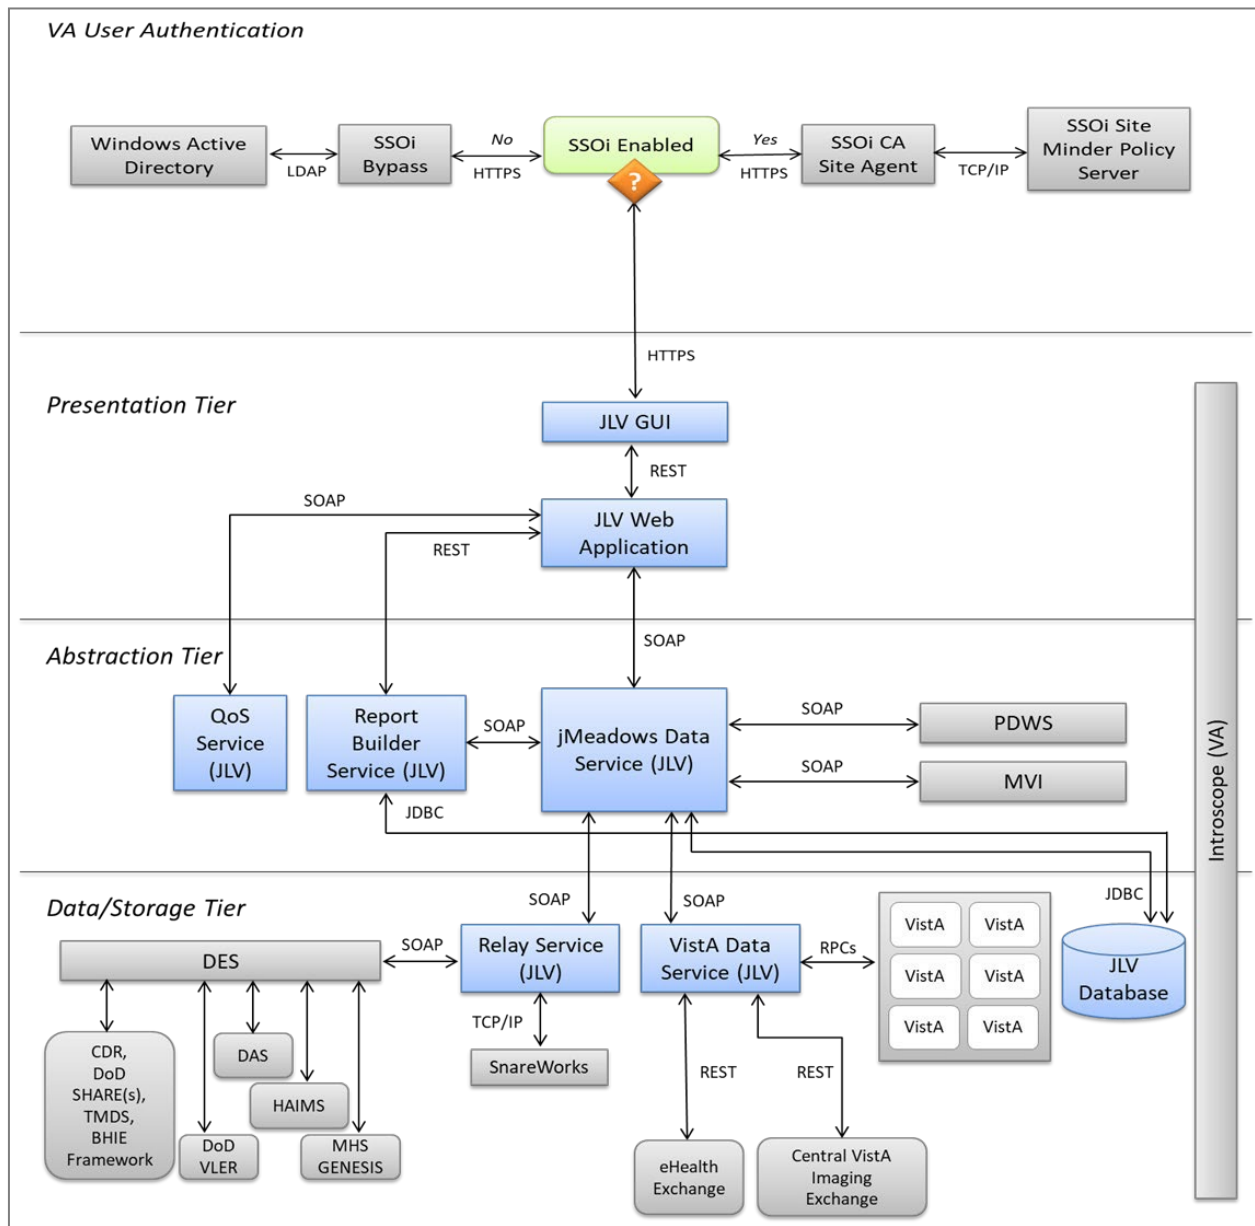 VA User Authentication
Windows Active
Directory
LDAP
SSOi
Bypass
No
HTTPS
SSOi Enabled
?
Yes
HTTPS
SSOi CA
Site Agent
TCP/IP
SSOi Site
Minder Policy
Server
HTTPS
Presentation Tier
JLV GUI
REST
SOAP
JLV Web
Application
REST
SOAP
Abstraction Tier
QoS
Service
(JLV)
Report
Builder
Service (JLV)
SOAP
jMeadows Data
Service (JLV)
SOAP
PDWS
SOAP
MVI
JDBC
Introscope (VA)
Data/Storage Tier
SOAP
SOAP
JDBC
DES
SOAP
Relay Service
(JLV)
VistA Data
Service (JLV)
RPCs
VistA
VistA
VistA
VistA
VistA
VistA
JLV
Database
TCP/IP
SnareWorks
REST
REST
CDR,
DoD
SHARE(s),
TMDS,
BHIE
Framework
DAS
HAIMS
DoD
VLER
MHS
GENESIS
eHealth
Exchange
Central VistA
Imaging
Exchange